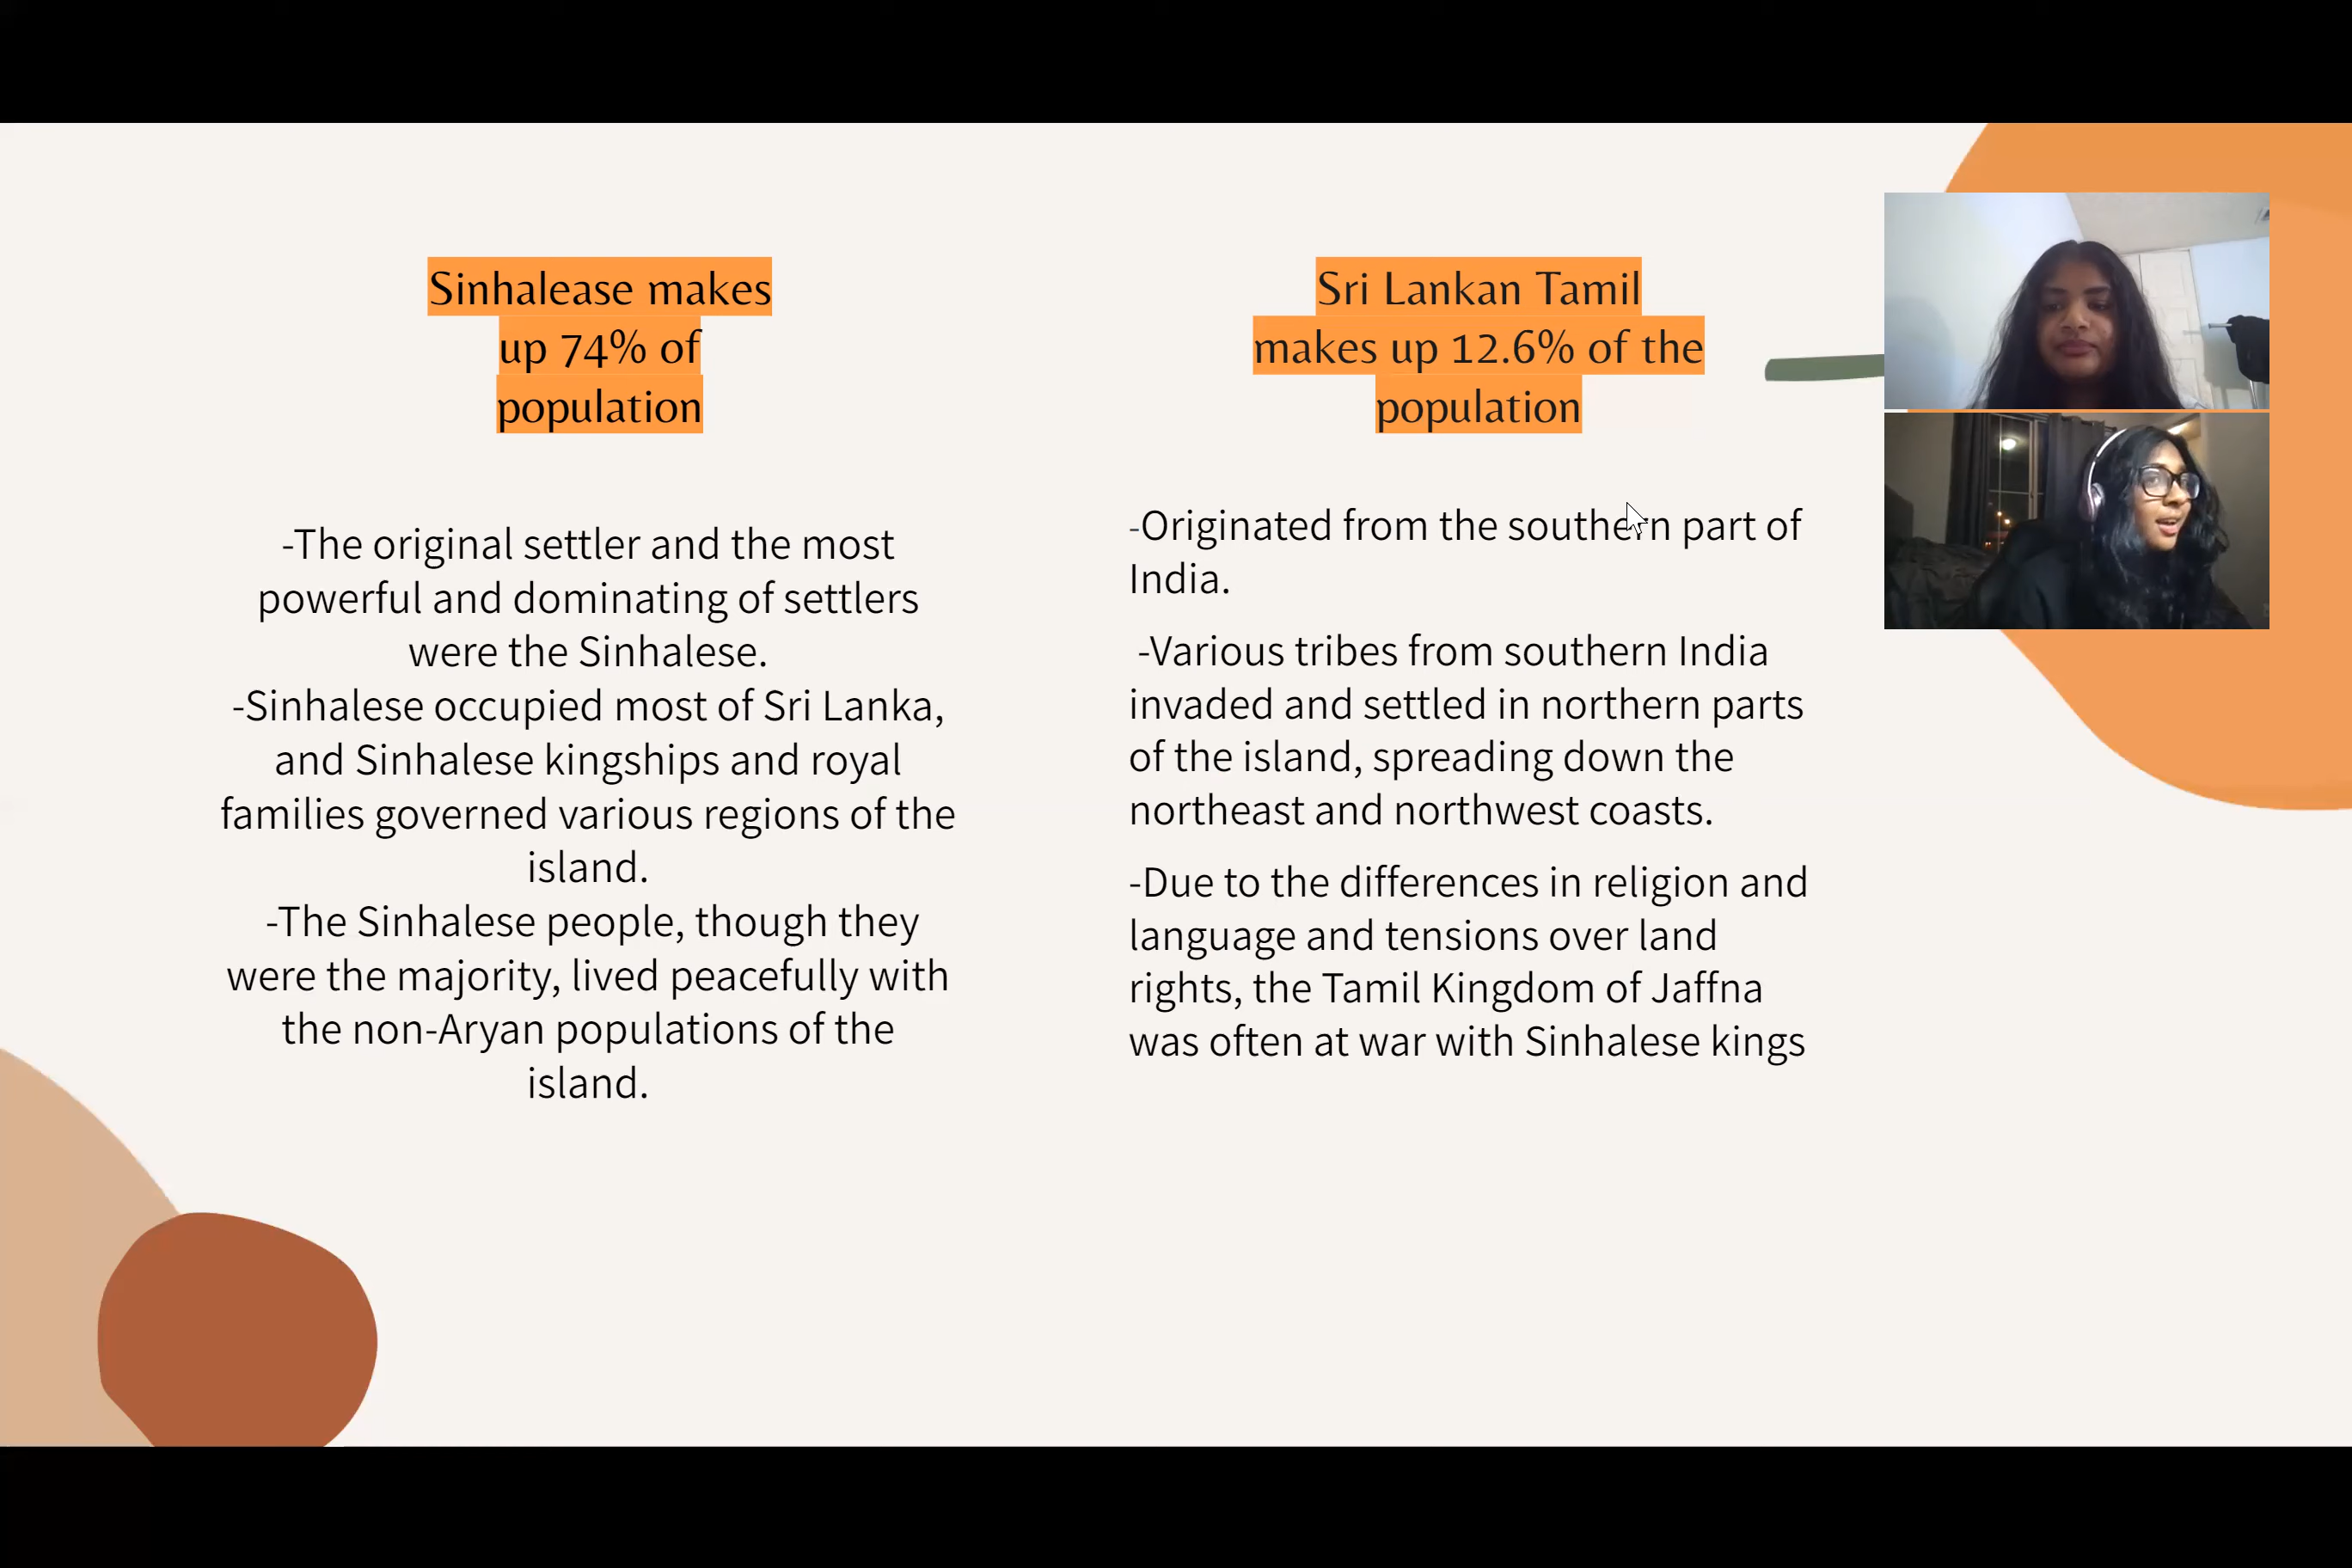 Sinhalease makes
up 74% of
population
-The original settler and the most
powerful and dominating of settlers
were the Sinhalese.
-Sinhalese occupied most of Sri Lanka,
and Sinhalese kingships and royal
families governed various regions of the
island.
-The Sinhalese people, though they
were the majority, lived peacefully with
the non-Aryan populations of the
island.
Sri Lankan Tamil
makes up 12.6% of the
population
-Originated from the southern part of
India.
-Various tribes from southern India
invaded and settled in northern parts
of the island, spreading down the
northeast and northwest coasts.
-Due to the differences in religion and
language and tensions over land
rights, the Tamil Kingdom of Jaffna
was often at war with Sinhalese kings